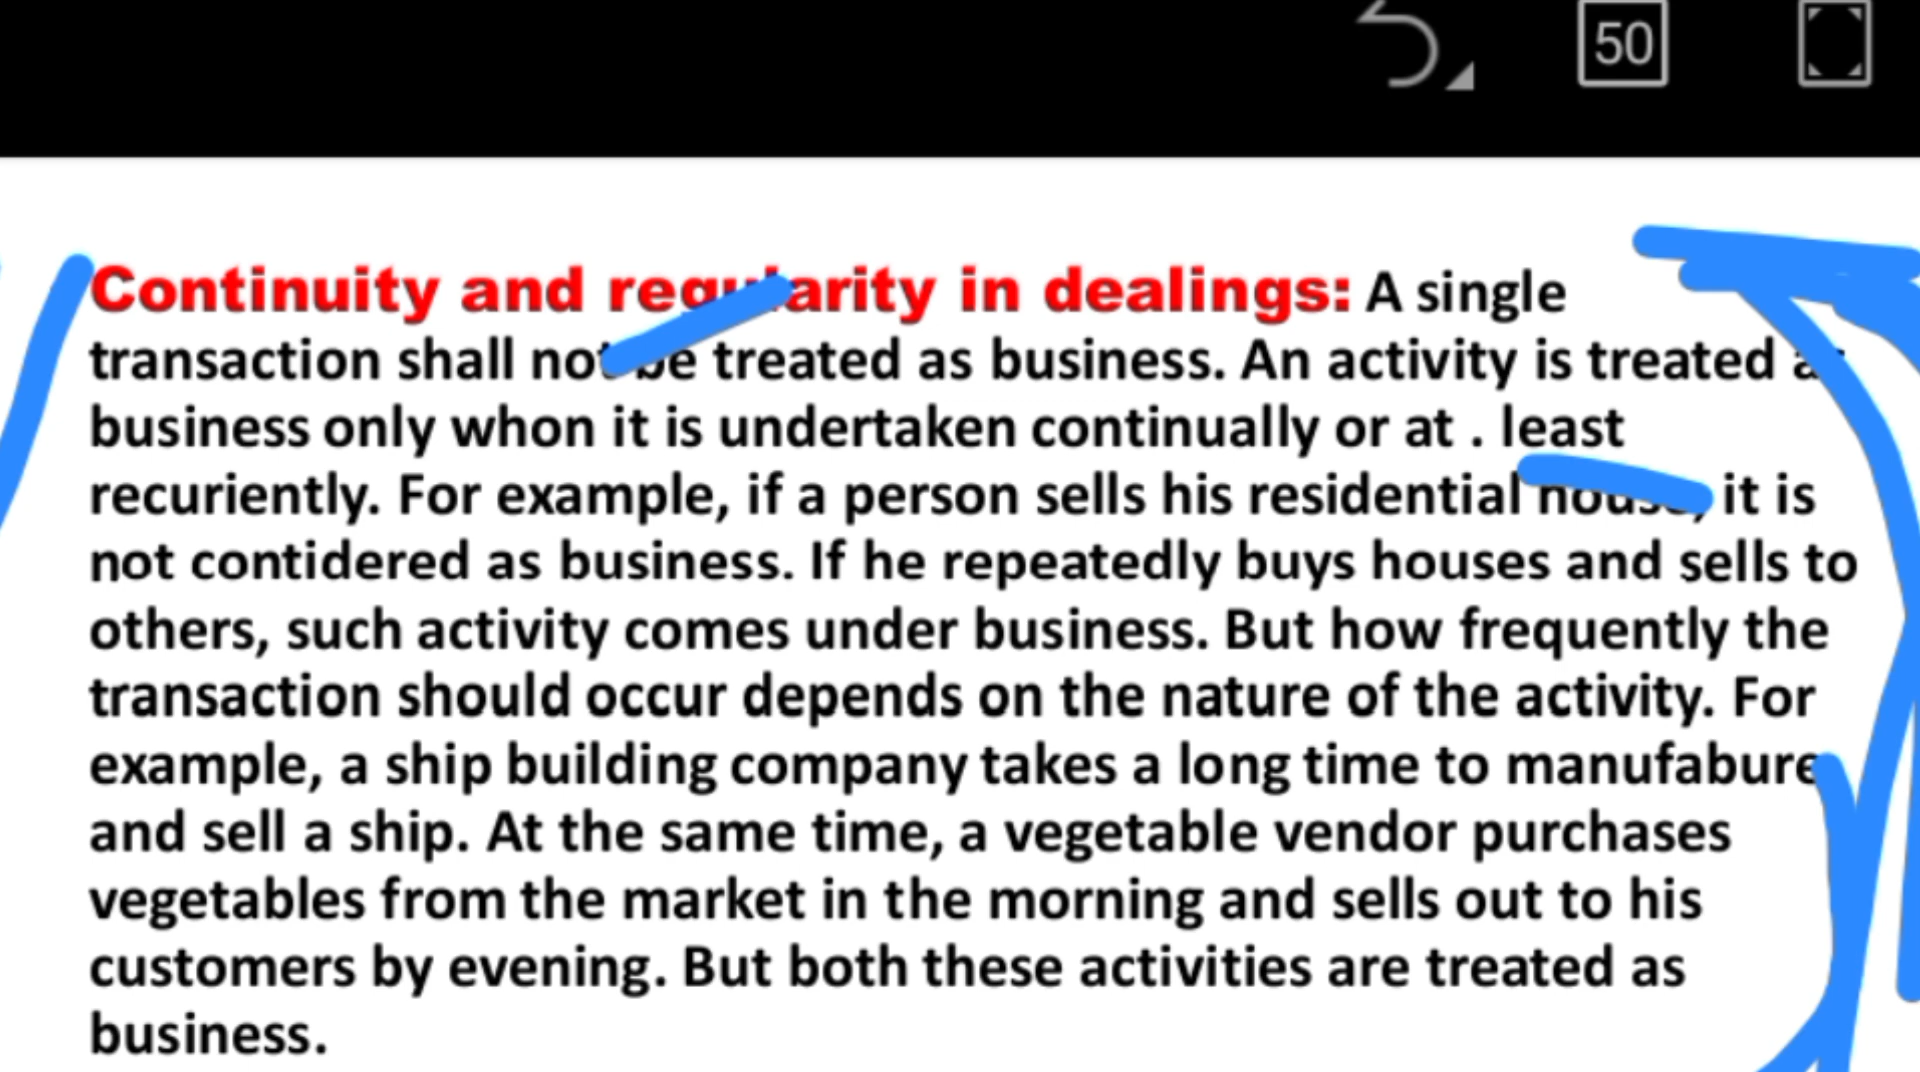 50
Continuity and regularity in dealings: A single
transaction shall not be treated as business. An activity is treated as
business only whon it is undertaken continually or at . least
recuriently. For example, if a person sells his residential house, it is
not contidered as business. If he repeatedly buys houses and sells to
others, such activity comes under business. But how frequently the
transaction should occur depends on the nature of the activity. For
example, a ship building company takes a long time to manufabure
and sell a ship. At the same time, a vegetable vendor purchases
vegetables from the market in the morning and sells out to his
customers by evening. But both these activities are treated as
business.